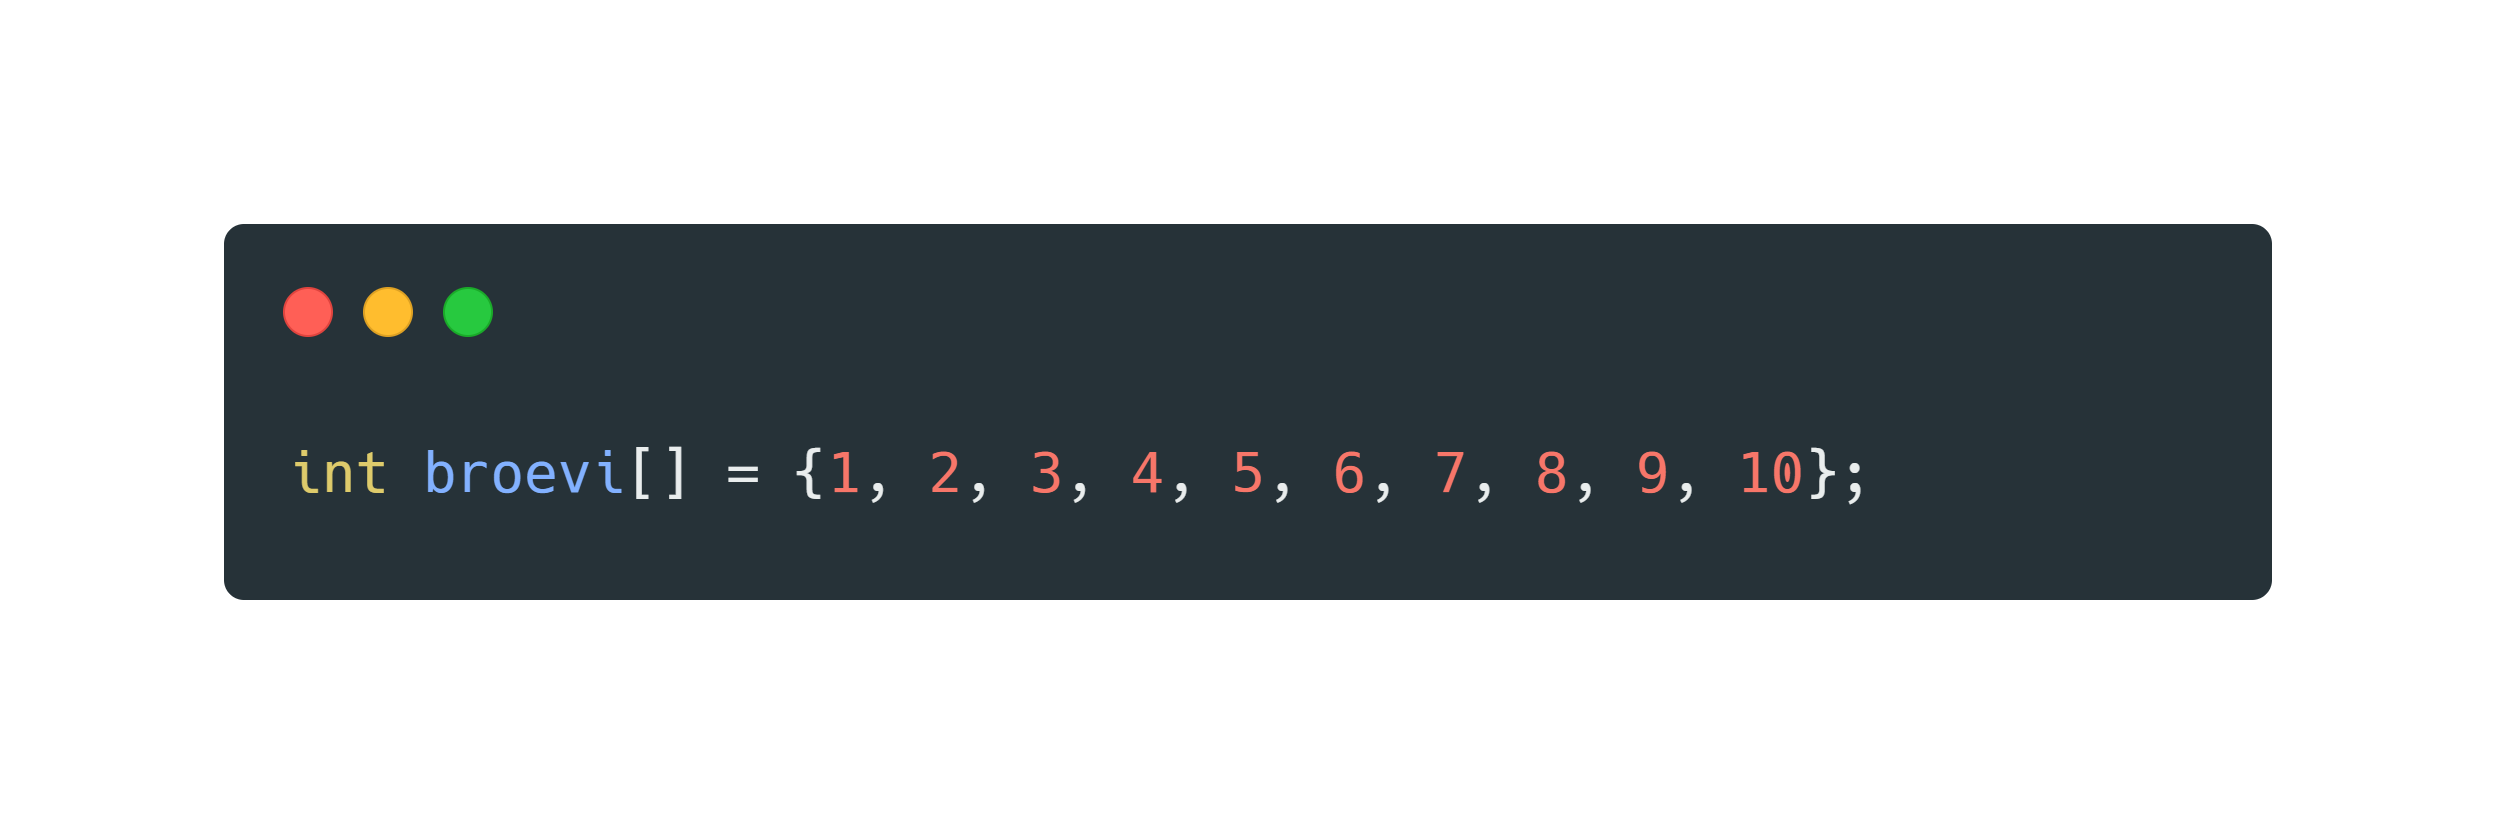 int broevi[] = {1, 2, 3, 4, 5, 6, 7, 8, 9, 10};